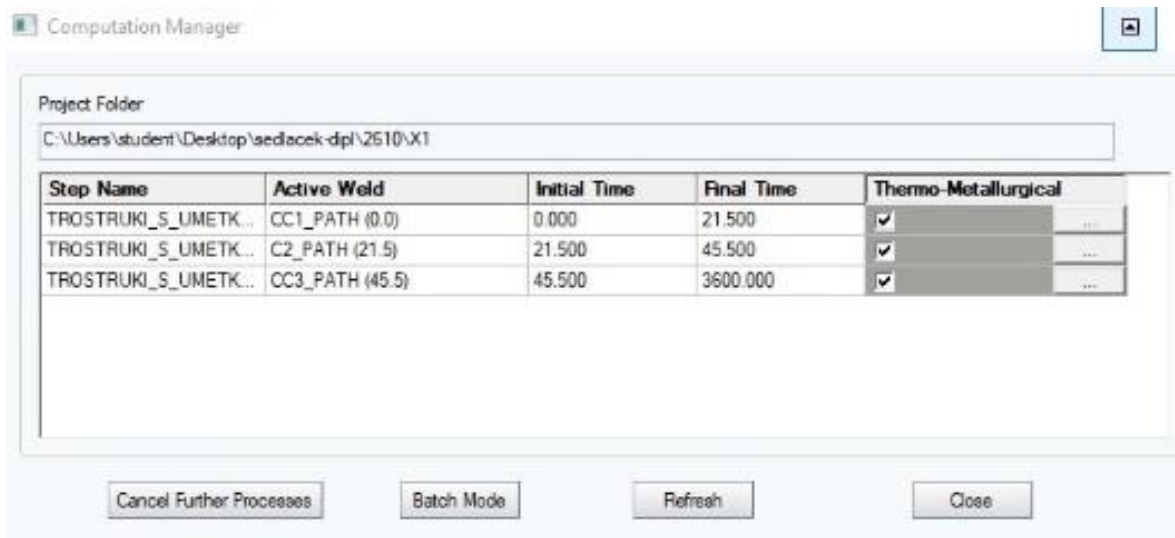 Computation Manager
Project Folder
C:\Users\student\Desktop\sedlacek-dipl\2610\X1
Step Name Active Weld Initial Time Final Time Thermo-Metallurgical
TROSTRUKI_S_UMETK... CC1_PATH (0.0) 0.000 21.500 ...
TROSTRUKI_S_UMETK... C2_PATH (21.5) 21.500 45.500 ...
TROSTRUKI_S_UMETK... CC3_PATH (45.5) 45.500 3600.000 ...
Cancel Further Processes Batch Mode Refresh Close